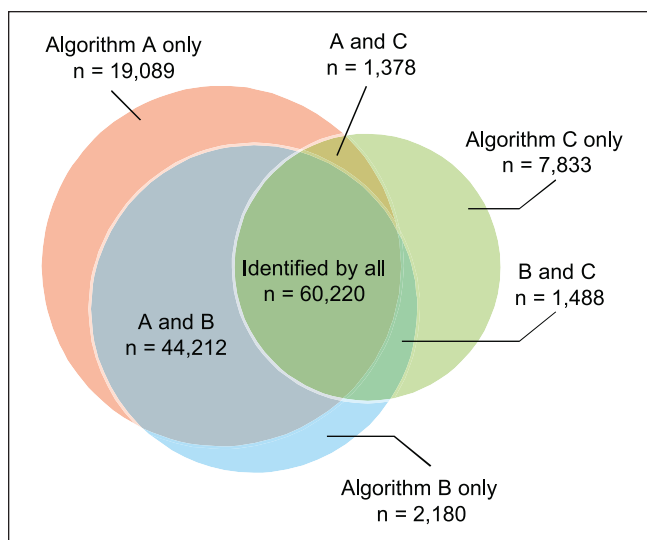 Algorithm A only
n = 19,089
A and C
n = 1,378
Algorithm C only
n = 7,833
Identified by all
n = 60,220
B and C
n = 1,488
A and B
n = 44,212
Algorithm B only
n = 2,180